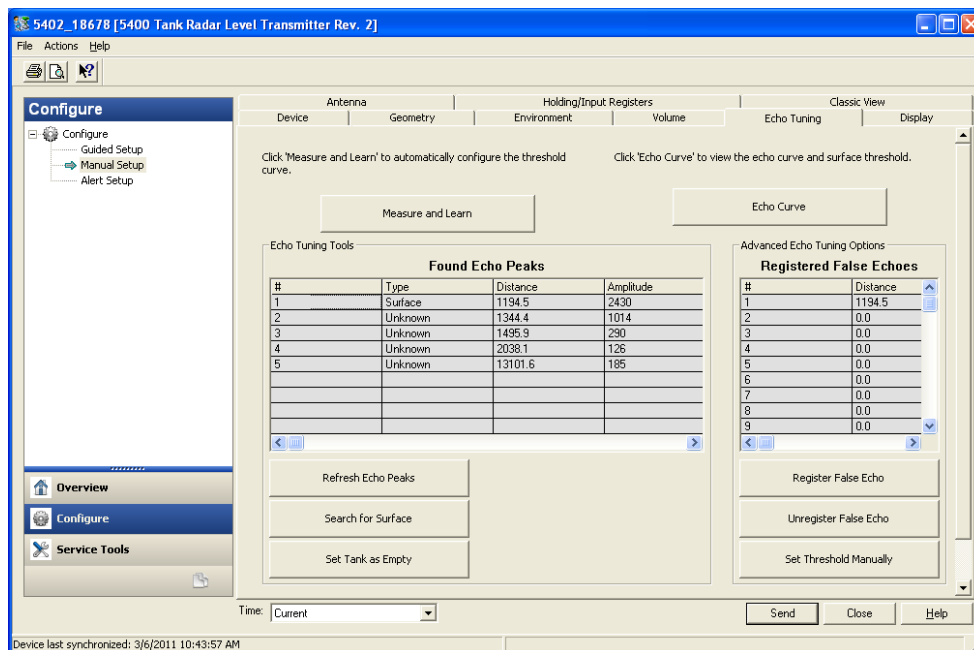 5402_18678 [5400 Tank Radar Level Transmitter Rev. 2]
File Actions Help
Configure
Configure
Guided Setup
Manual Setup
Alert Setup
Overview
Configure
Service Tools
Antenna Holding/Input Registers Classic View
Device Geometry Environment Volume Echo Tuning Display
Click 'Measure and Learn' to automatically configure the threshold
curve.
Click 'Echo Curve' to view the echo curve and surface threshold.
Measure and Learn
Echo Curve
Echo Tuning Tools
Found Echo Peaks
# Type Distance Amplitude
1 Surface 1194.5 2430
2 Unknown 1344.4 1014
3 Unknown 1495.9 290
4 Unknown 2038.1 126
5 Unknown 13101.6 185
Refresh Echo Peaks
Search for Surface
Set Tank as Empty
Advanced Echo Tuning Options
Registered False Echoes
# Distance
1 1194.5
2 0.0
3 0.0
4 0.0
5 0.0
6 0.0
7 0.0
8 0.0
9 0.0
Register False Echo
Unregister False Echo
Set Threshold Manually
Time: Current
Send Close Help
Device last synchronized: 3/6/2011 10:43:57 AM